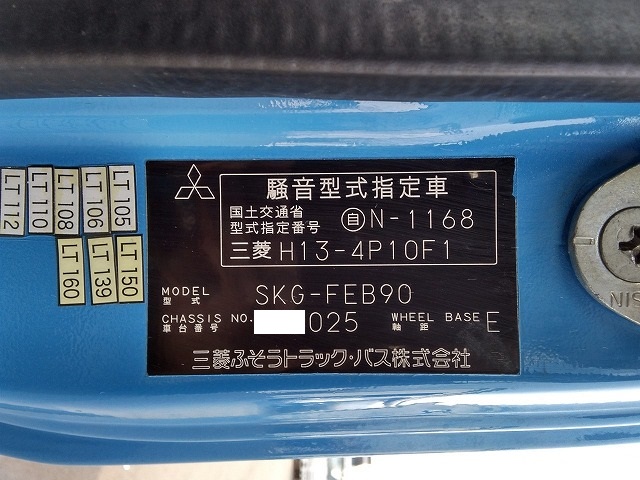 騒音型式指定車
国土交通省
型式指定番号 自N-1168
三菱 H13-4P10F1
MODEL
型式 SKG-FEB90
CHASSIS NO. 025 WHEEL BASE E
車台番号 軸距
三菱ふそうトラック・バス株式会社
LT112
LT110
LT108
LT106
LT105
LT160
LT139
LT150
NIS